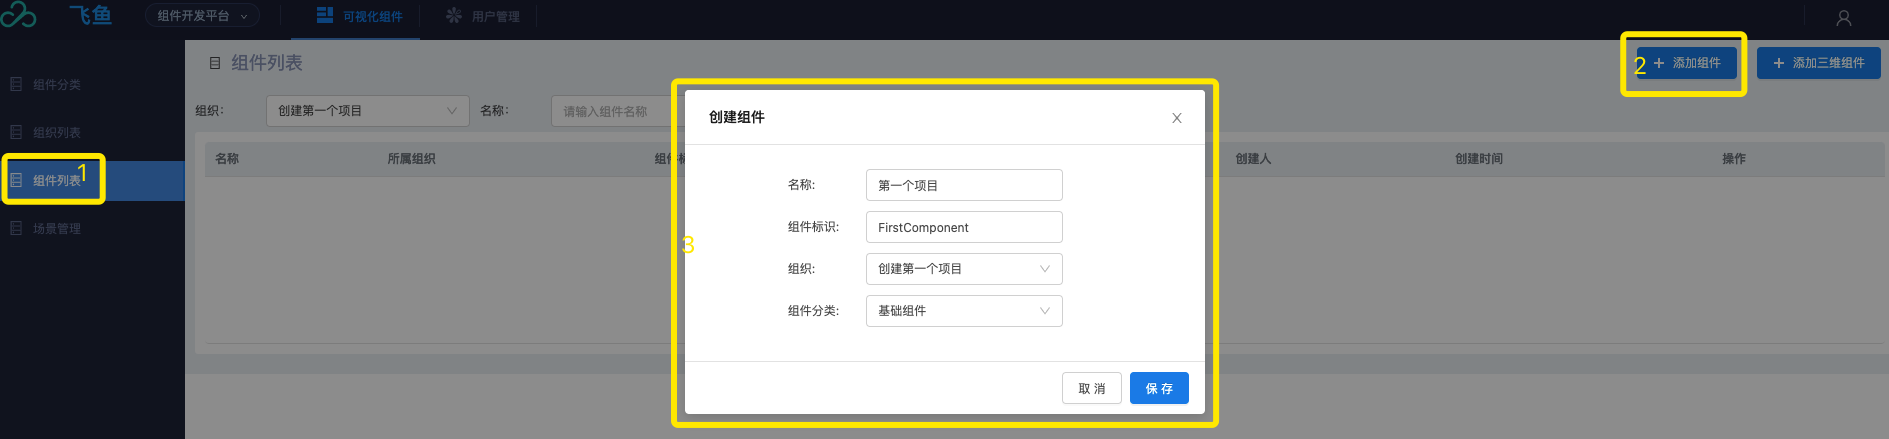 飞鱼
组件开发平台
可视化组件
用户管理
组件分类
组织列表
组件列表
1
场景管理
组件列表
2
添加组件
添加三维组件
组织:
创建第一个项目
名称:
请输入组件名称
名称
所属组织
创建人
创建时间
操作
3
创建组件
名称:
第一个项目
组件标识:
FirstComponent
组织:
创建第一个项目
组件分类:
基础组件
取 消
保 存